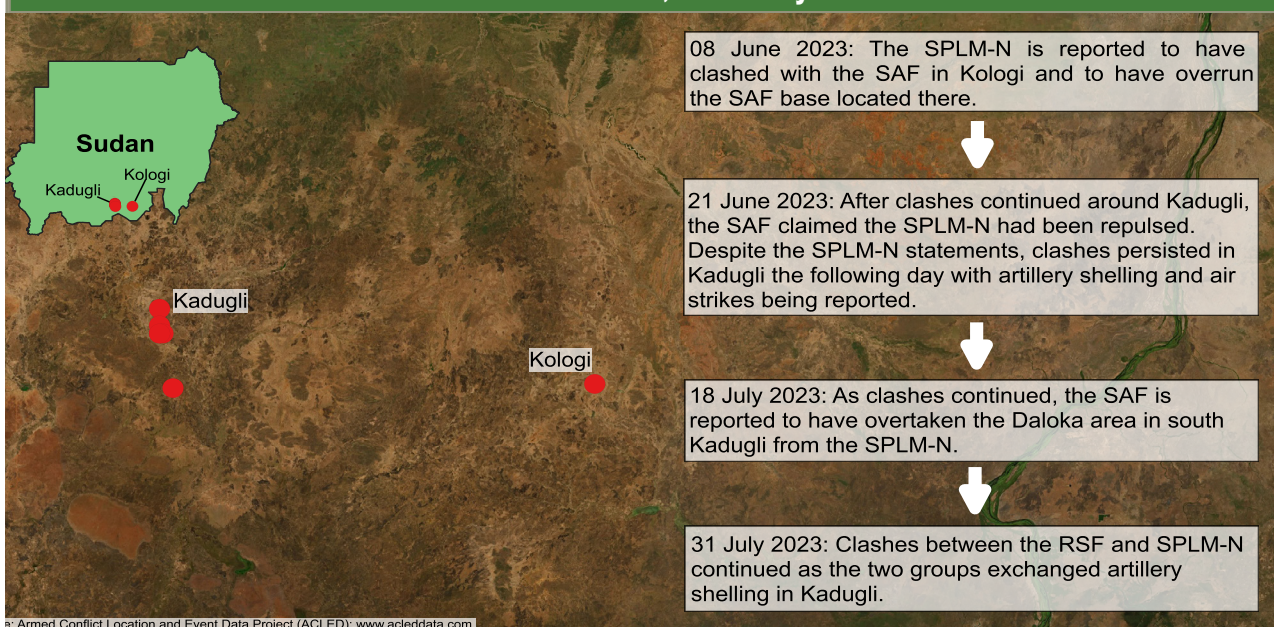 08 June 2023: The SPLM-N is reported to have
clashed with the SAF in Kologi and to have overrun
the SAF base located there.
Sudan
Kologi
Kadugli
21 June 2023: After clashes continued around Kadugli,
the SAF claimed the SPLM-N had been repulsed.
Despite the SPLM-N statements, clashes persisted in
Kadugli the following day with artillery shelling and air
strikes being reported.
Kadugli
Kologi
18 July 2023: As clashes continued, the SAF is
reported to have overtaken the Daloka area in south
Kadugli from the SPLM-N.
31 July 2023: Clashes between the RSF and SPLM-N
continued as the two groups exchanged artillery
shelling in Kadugli.
Armed Conflict Location and Event Data Project (ACLED); www.acleddata.com